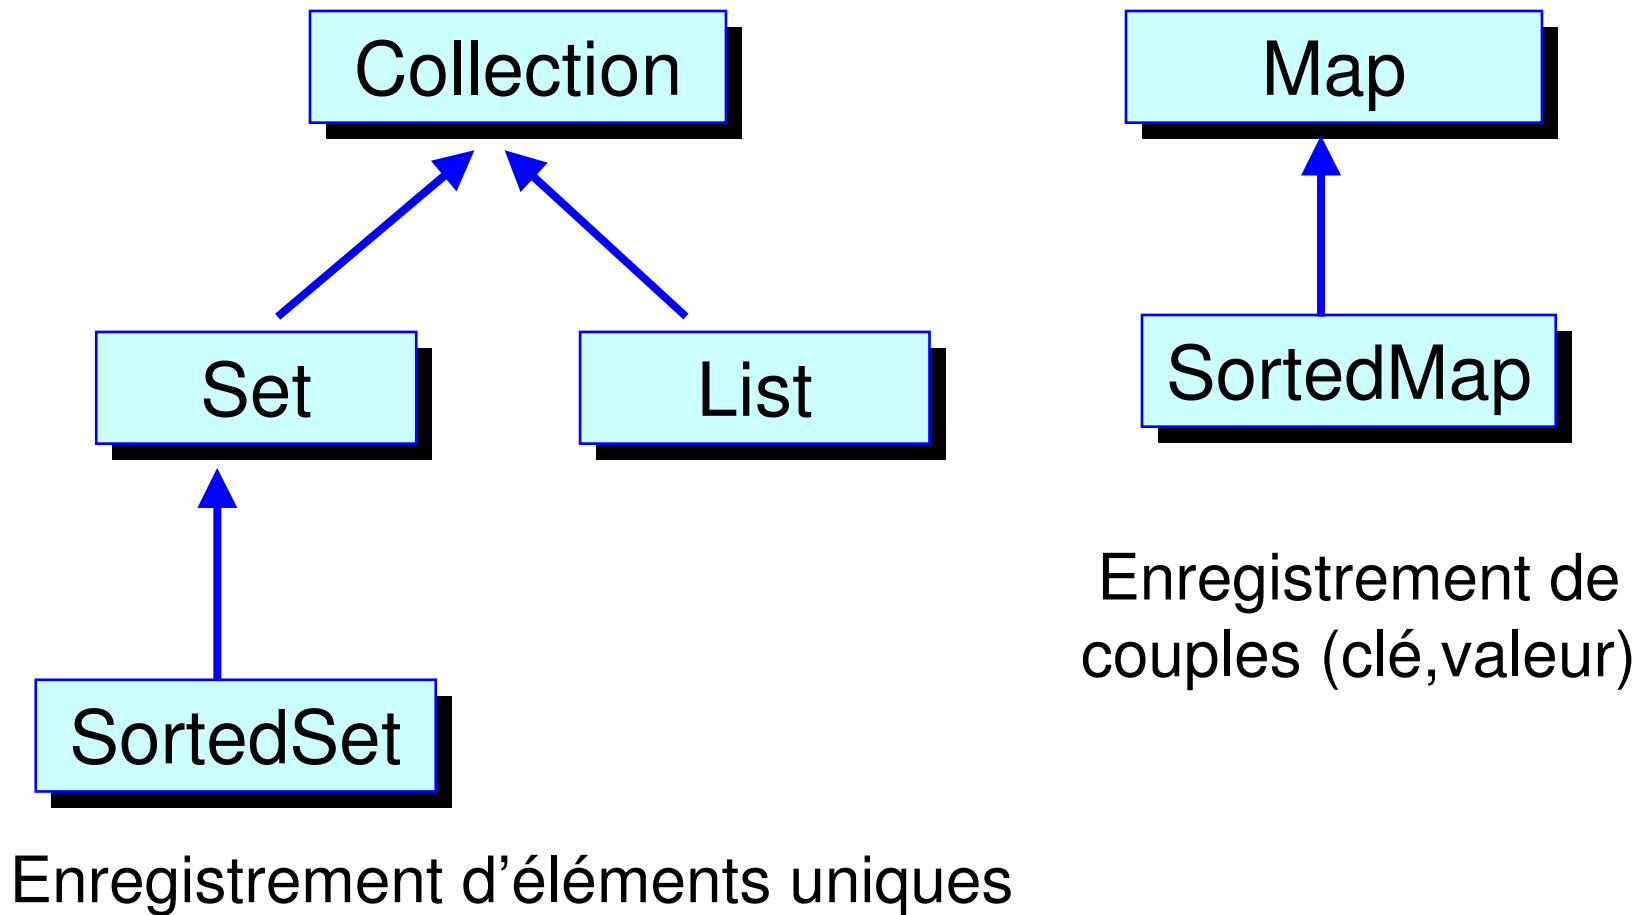 Collection
Map
Set
List
SortedMap
Enregistrement de
couples (clé,valeur)
SortedSet
Enregistrement d’éléments uniques